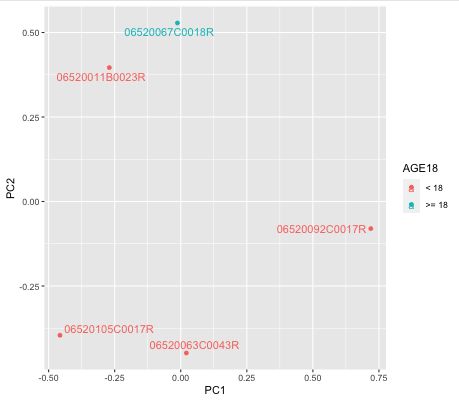 0.50
0.25
0.00
-0.25
PC2
06520067C0018R
06520011B0023R
06520092C0017R
06520105C0017R
06520063C0043R
-0.50 -0.25 0.00 0.25 0.50 0.75
PC1
AGE18
a < 18
a >= 18